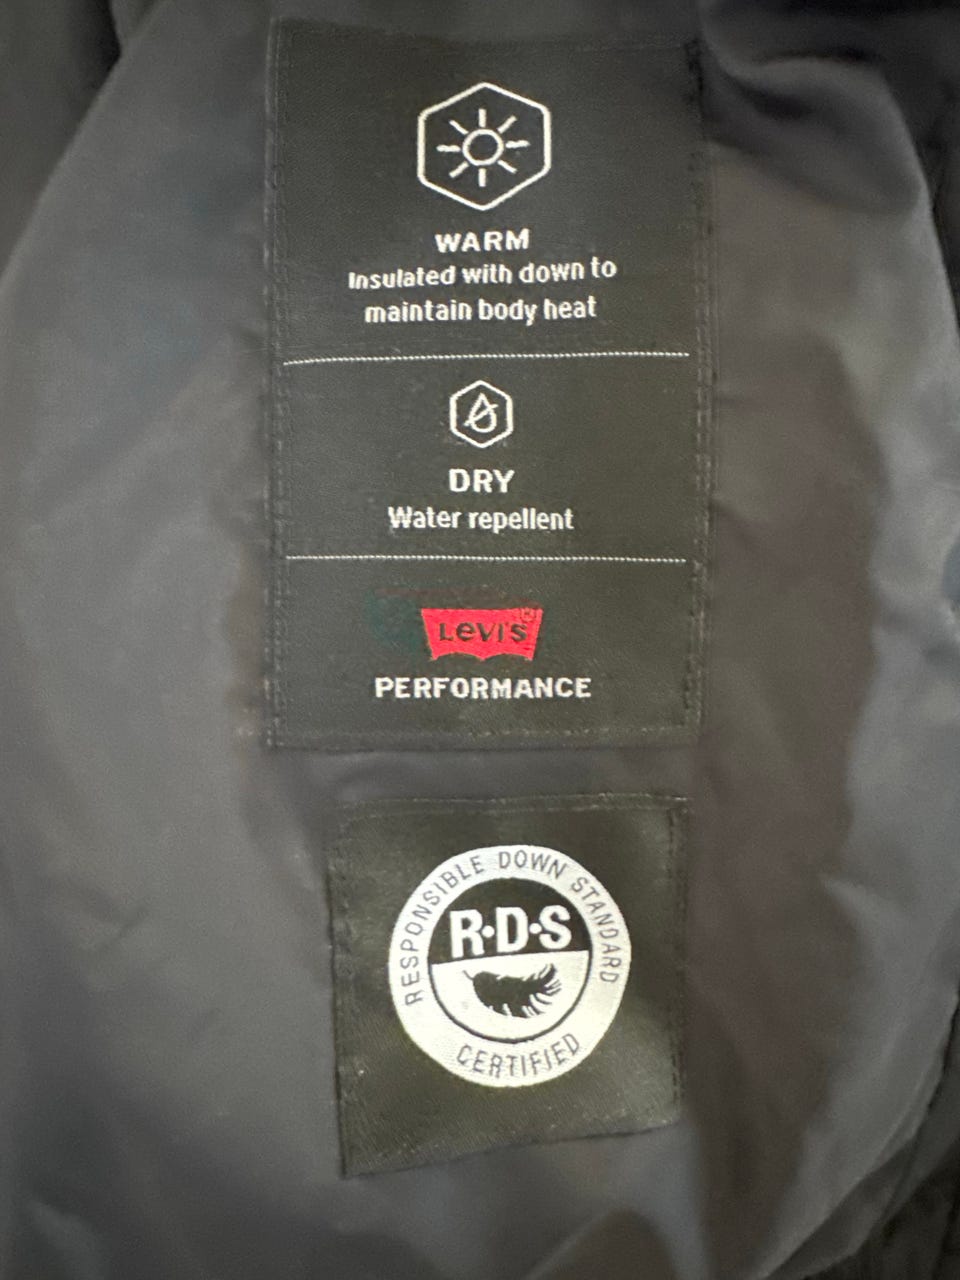 WARM
Insulated with down to
maintain body heat
DRY
Water repellent
LEVI'S®
PERFORMANCE
RESPONSIBLE DOWN STANDARD
R·D·S
CERTIFIED